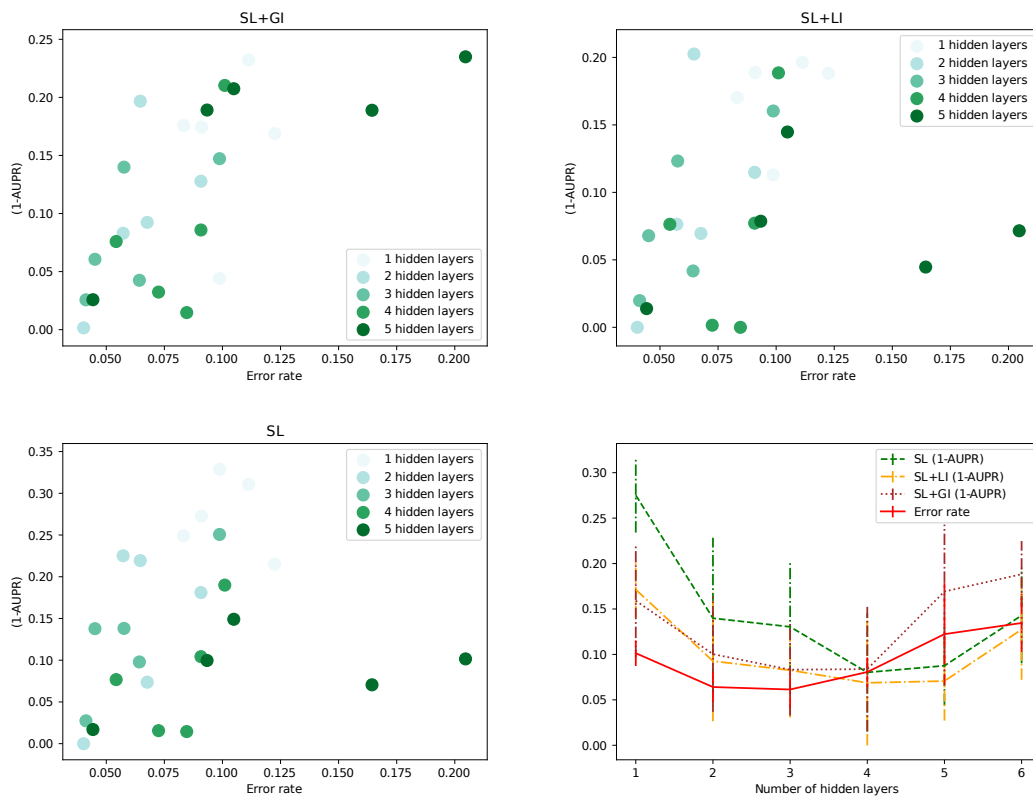 SL+GI
0.25
0.20
0.15
0.10
0.05
0.00
(1-AUPR)
1 hidden layers
2 hidden layers
3 hidden layers
4 hidden layers
5 hidden layers
0.050 0.075 0.100 0.125 0.150 0.175 0.200
Error rate
SL+LI
0.20
0.15
0.10
0.05
0.00
(1-AUPR)
1 hidden layers
2 hidden layers
3 hidden layers
4 hidden layers
5 hidden layers
0.050 0.075 0.100 0.125 0.150 0.175 0.200
Error rate
SL
0.35
0.30
0.25
0.20
0.15
0.10
0.05
0.00
(1-AUPR)
1 hidden layers
2 hidden layers
3 hidden layers
4 hidden layers
5 hidden layers
0.050 0.075 0.100 0.125 0.150 0.175 0.200
Error rate
0.30
0.25
0.20
0.15
0.10
0.05
0.00
SL (1-AUPR)
SL+LI (1-AUPR)
SL+GI (1-AUPR)
Error rate
1 2 3 4 5 6
Number of hidden layers